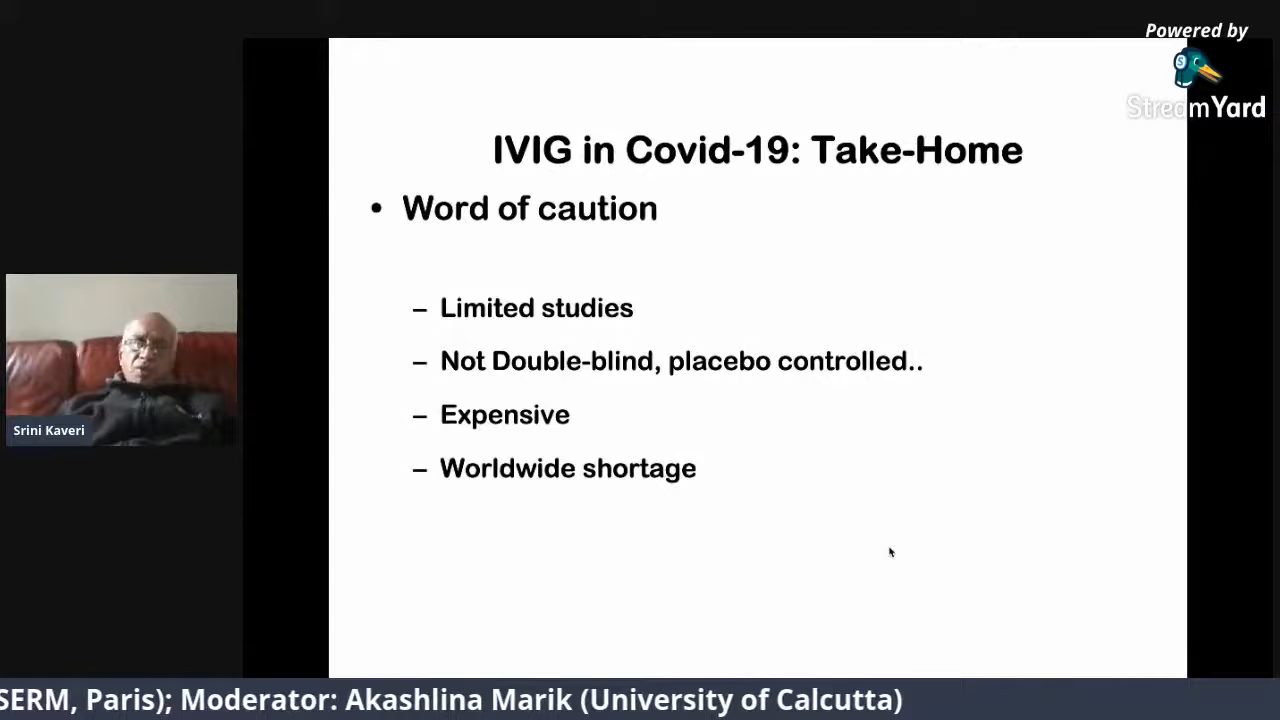 Powered by
StreamYard
IVIG in Covid-19: Take-Home
• Word of caution
– Limited studies
– Not Double-blind, placebo controlled..
– Expensive
– Worldwide shortage
Srini Kaveri
SERM, Paris); Moderator: Akashlina Marik (University of Calcutta)